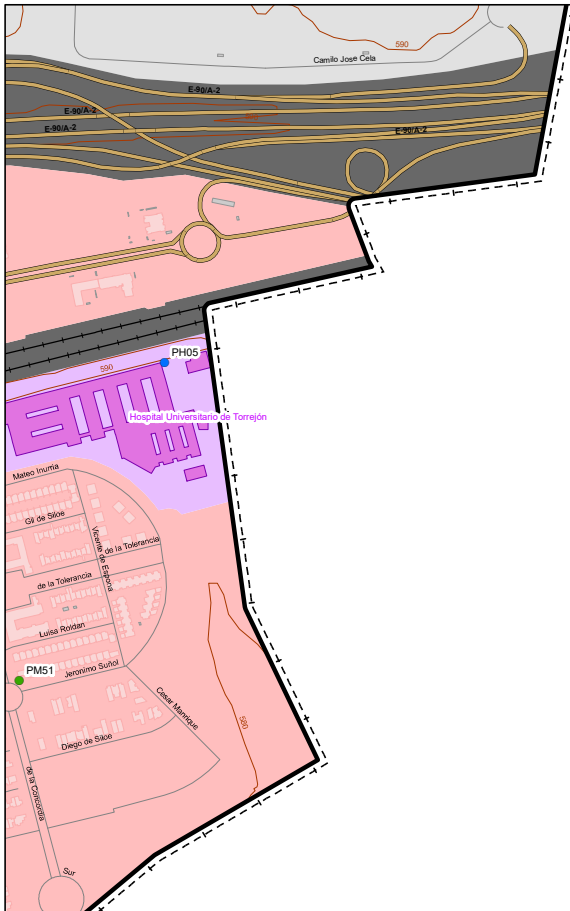 590
Camilo Jose Cela
E-90/A-2
E-90/A-2
E-90/A-2
E-90/A-2
PH05
590
Hospital Universitario de Torrejón
Mateo Inurria
Gil de Siloe
Vicente de Espona
de la Tolerancia
de la Tolerancia
Luisa Roldan
Jeronimo Suñol
PM51
Cesar Manrique
580
Diego de Siloe
de la Concordia
Sur